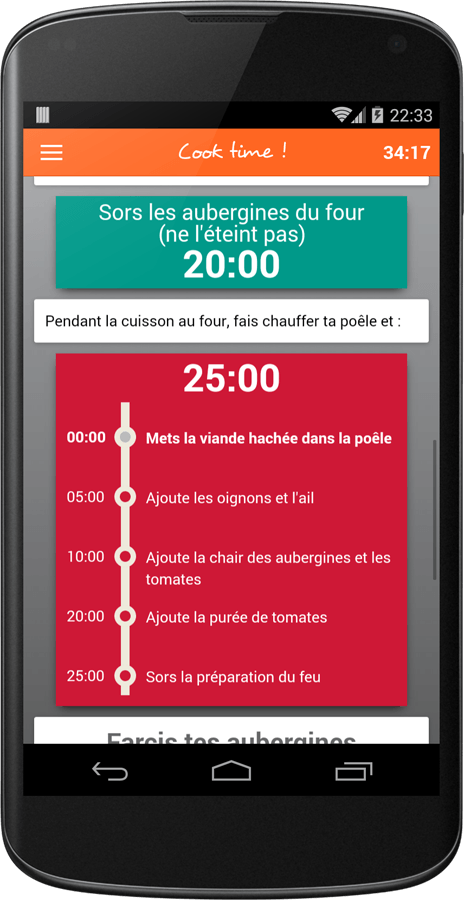 22:33
Cook time !
34:17
Sors les aubergines du four
(ne l'éteint pas)
20:00
Pendant la cuisson au four, fais chauffer ta poêle et :
25:00
00:00 Mets la viande hachée dans la poêle
05:00 Ajoute les oignons et l'ail
10:00 Ajoute la chair des aubergines et les
tomates
20:00 Ajoute la purée de tomates
25:00 Sors la préparation du feu
Farcis tes aubergines